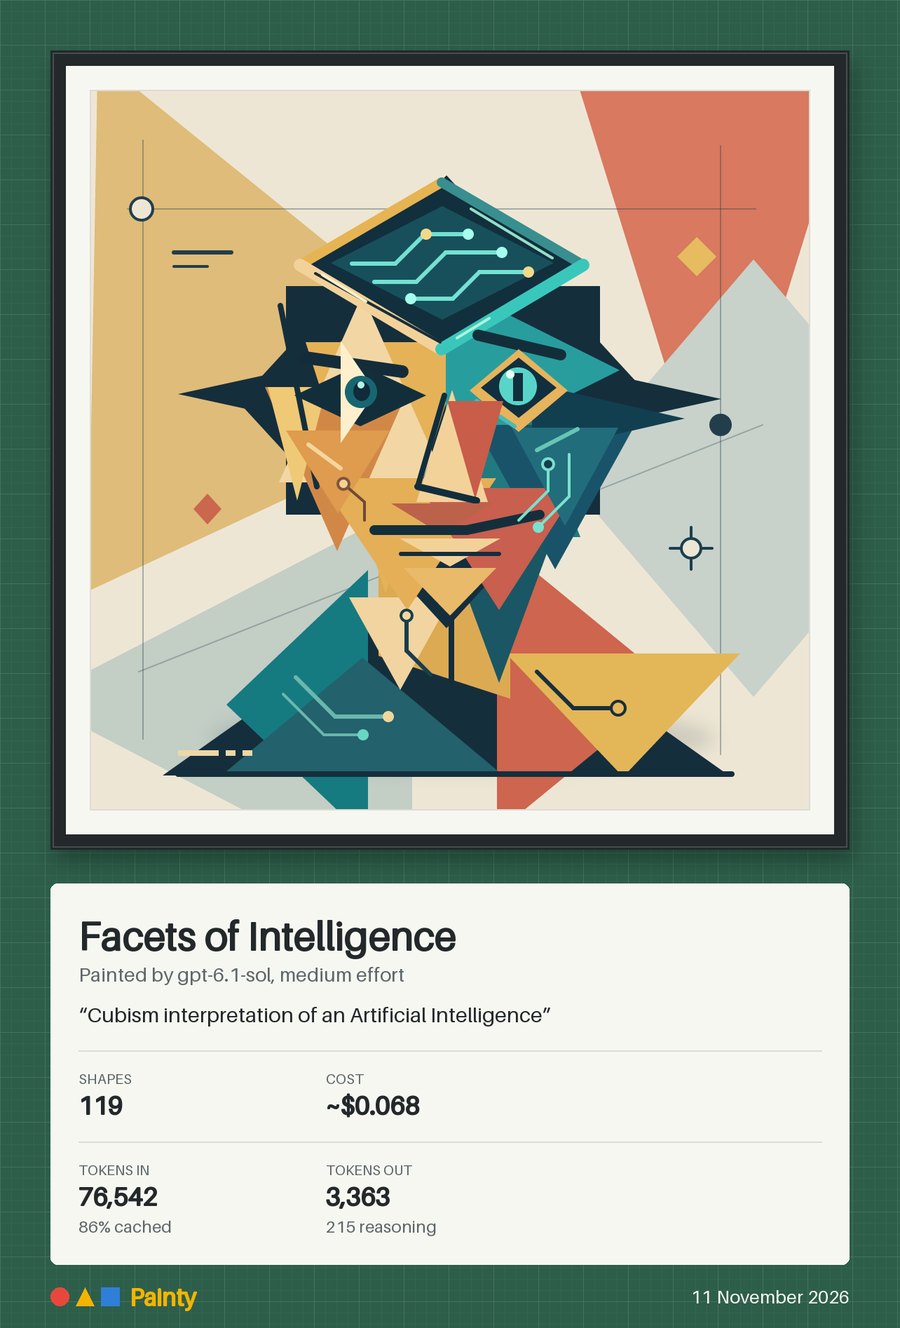 Facets of Intelligence
Painted by gpt-6.1-sol, medium effort
“Cubism interpretation of an Artificial Intelligence”
SHAPES
119
COST
~$0.068
TOKENS IN
76,542
86% cached
TOKENS OUT
3,363
215 reasoning
Painty
11 November 2026